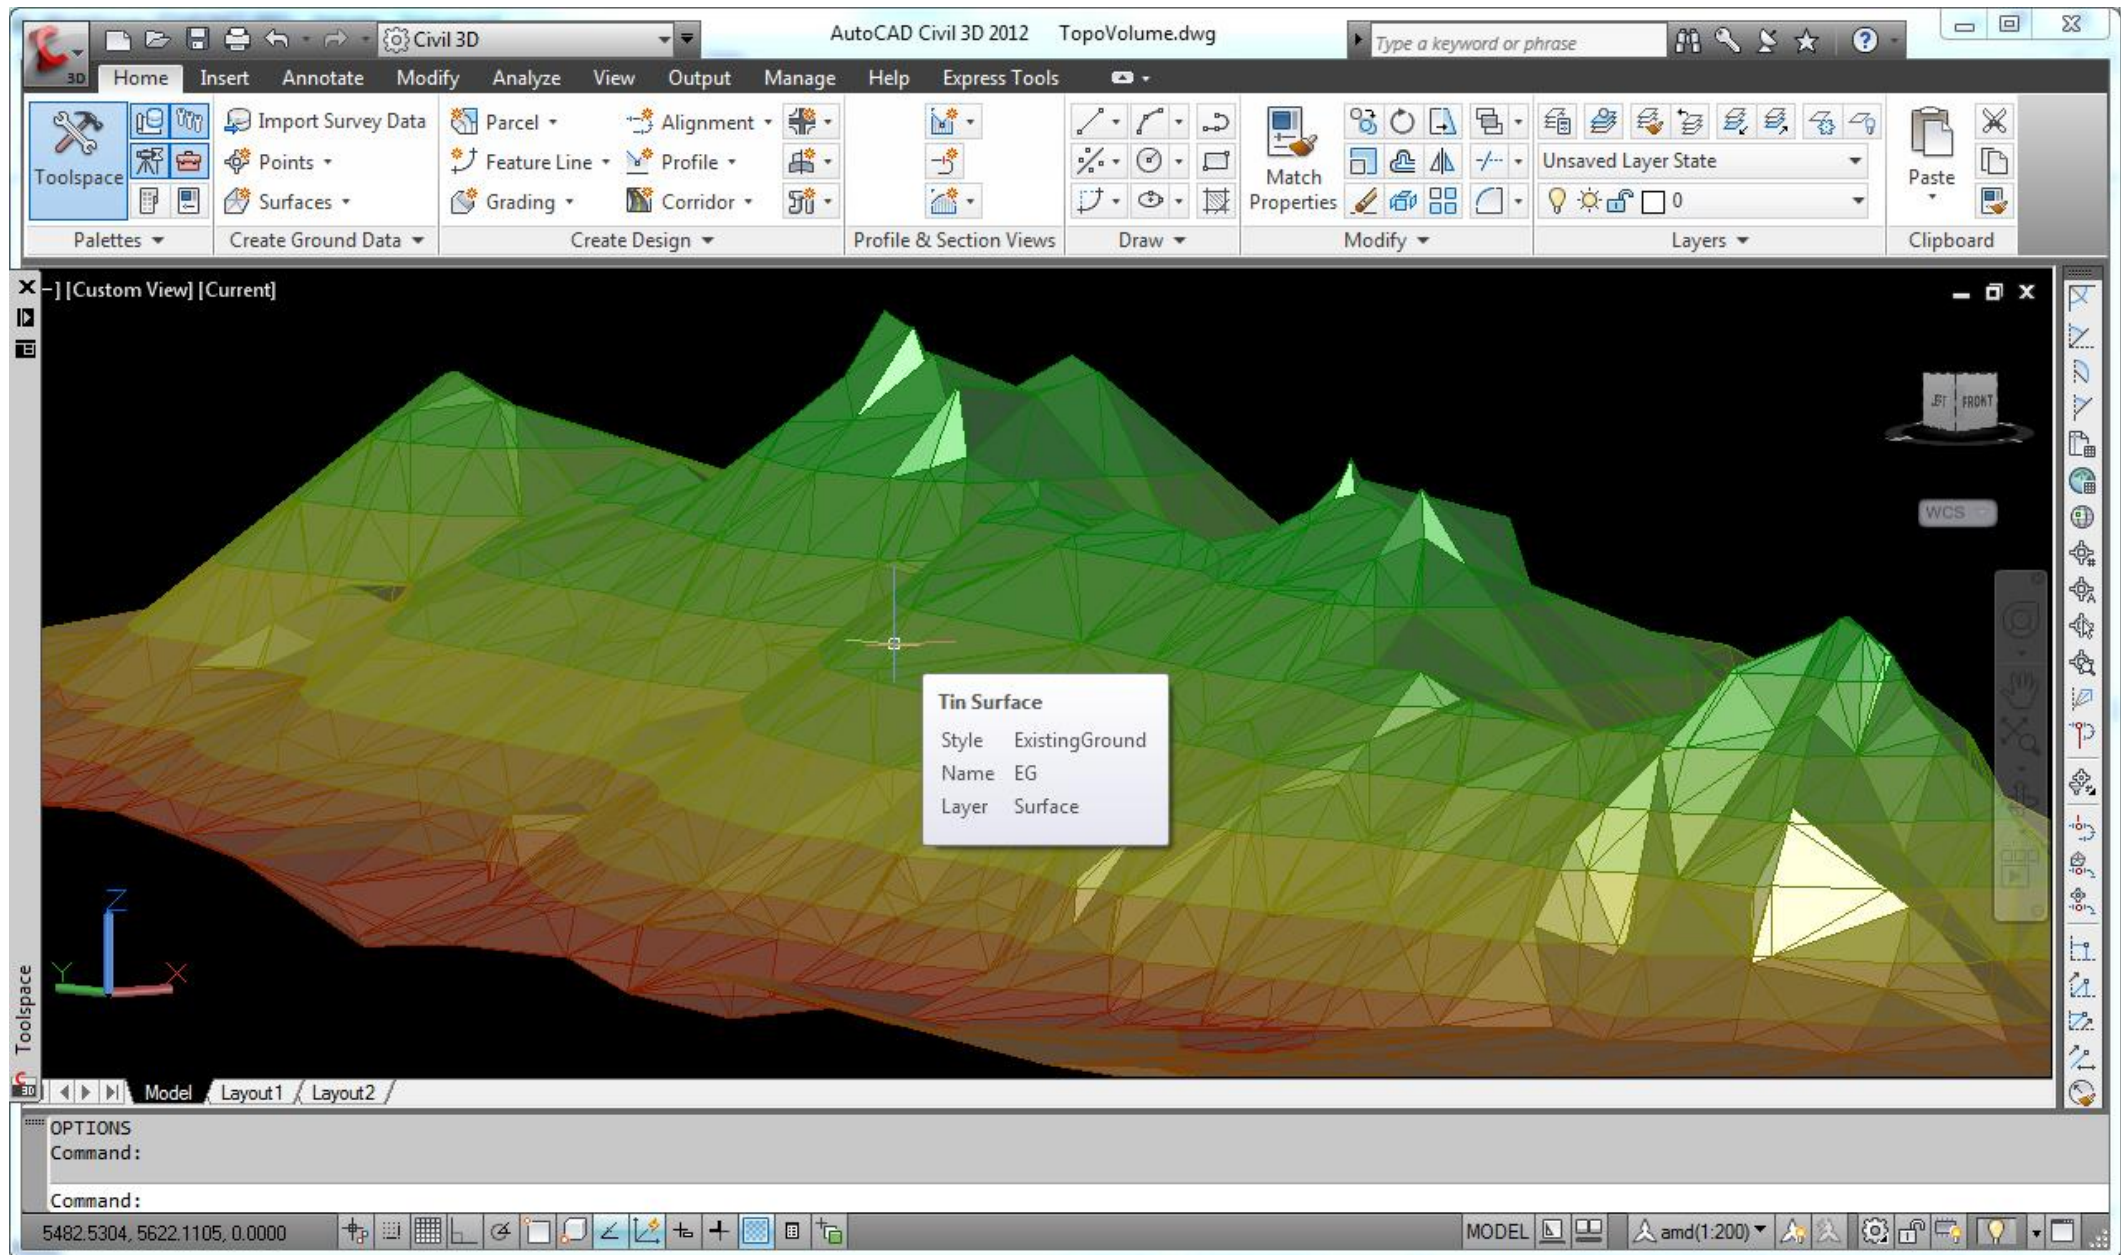 AutoCAD Civil 3D 2012 TopoVolume.dwg
Civil 3D
Type a keyword or phrase
3D
Home Insert Annotate Modify Analyze View Output Manage Help Express Tools
Toolspace
Import Survey Data
Points
Surfaces
Parcel
Feature Line
Grading
Alignment
Profile
Corridor
Match
Properties
Unsaved Layer State
0
Paste
Palettes
Create Ground Data
Create Design
Profile & Section Views
Draw
Modify
Layers
Clipboard
–] [Custom View] [Current]
FRONT
WCS
Tin Surface
Style ExistingGround
Name EG
Layer Surface
Z
Y
X
Toolspace
3D
Model Layout1 Layout2
OPTIONS
Command:
Command:
5482.5304, 5622.1105, 0.0000
MODEL
amd(1:200)